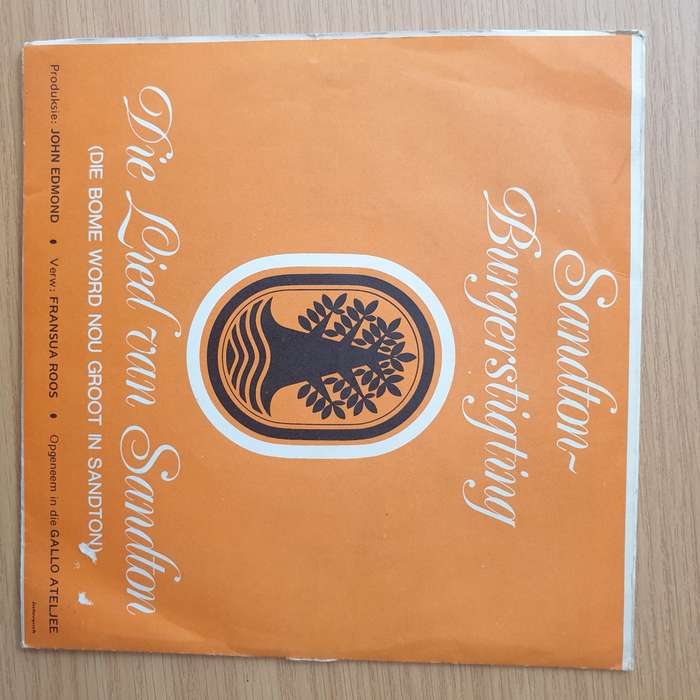 Sandton-
Burgerstigting
Die Lied van Sandton
(DIE BOME WORD NOU GROOT IN SANDTON)
Produksie: JOHN EDMOND • Verw: FRANSUA ROOS • Opgeneem in die GALLO ATELJEE